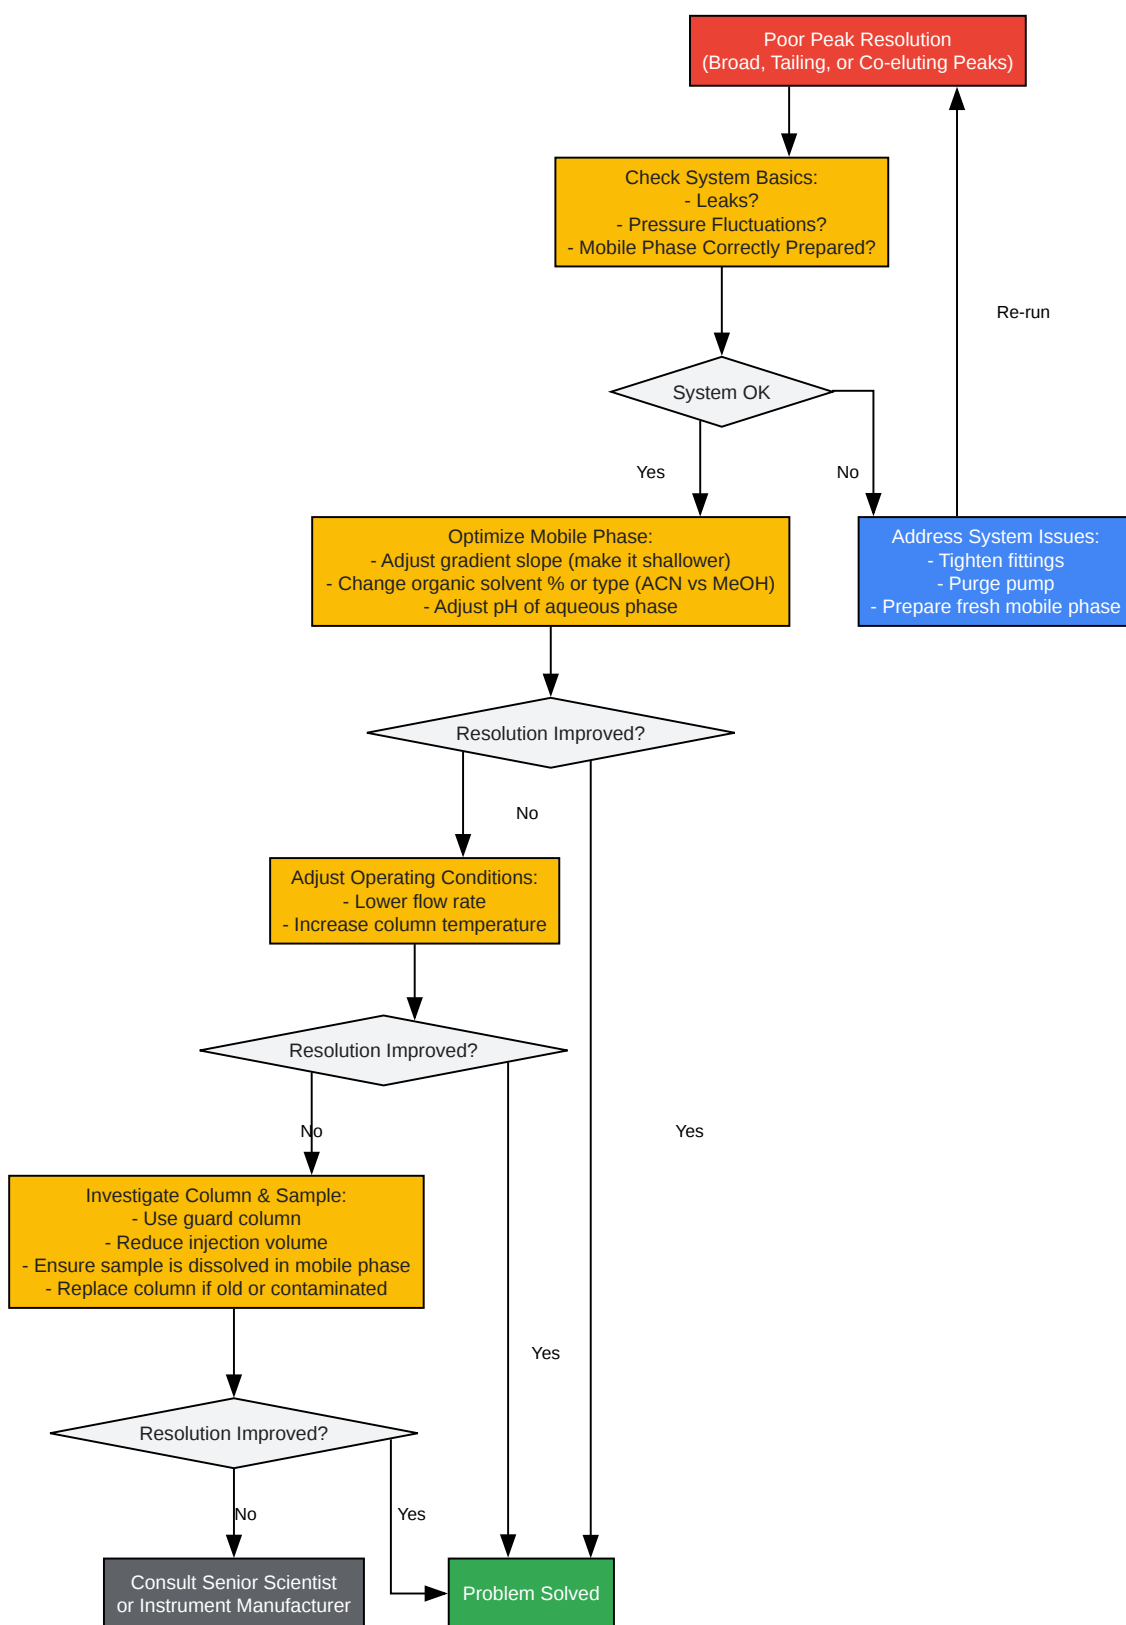 Poor Peak Resolution
(Broad, Tailing, or Co-eluting Peaks)
Check System Basics:
- Leaks?
- Pressure Fluctuations?
- Mobile Phase Correctly Prepared?
Re-run
System OK
Yes
No
Optimize Mobile Phase:
- Adjust gradient slope (make it shallower)
- Change organic solvent % or type (ACN vs MeOH)
- Adjust pH of aqueous phase
Address System Issues:
- Tighten fittings
- Purge pump
- Prepare fresh mobile phase
Resolution Improved?
No
Adjust Operating Conditions:
- Lower flow rate
- Increase column temperature
Resolution Improved?
No
Yes
Investigate Column & Sample:
- Use guard column
- Reduce injection volume
- Ensure sample is dissolved in mobile phase
- Replace column if old or contaminated
Yes
Resolution Improved?
No
Yes
Consult Senior Scientist
or Instrument Manufacturer
Problem Solved